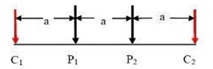 a a a
C₁ P₁ P₂ C₂